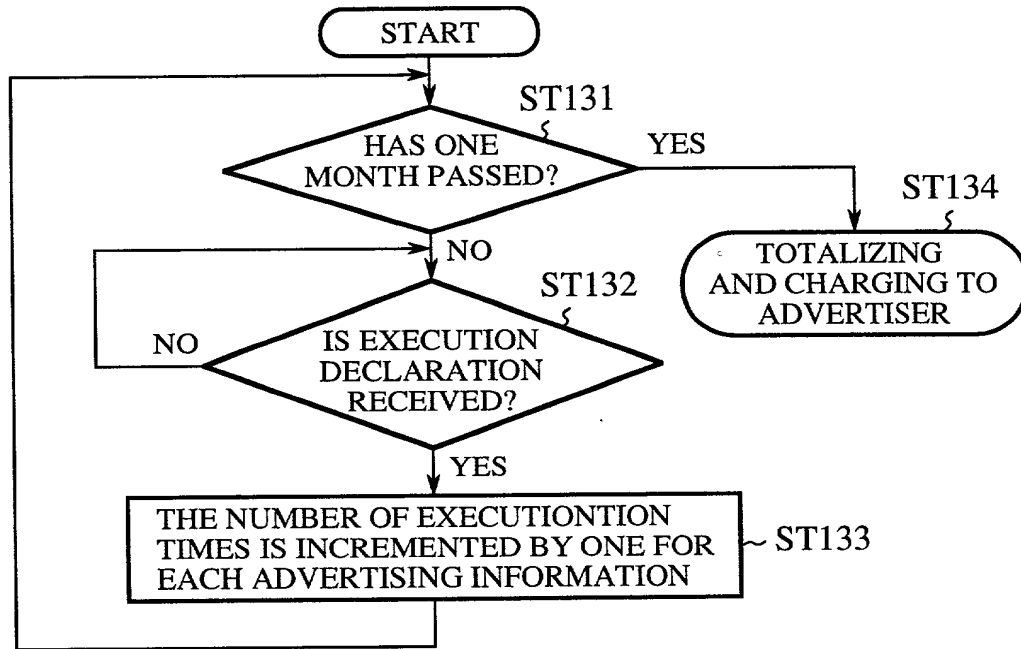 START
ST131
HAS ONE
MONTH PASSED?
YES
ST134
TOTALIZING
AND CHARGING TO
ADVERTISER
NO
ST132
NO
IS EXECUTION
DECLARATION
RECEIVED?
YES
THE NUMBER OF EXECUTIONTION
TIMES IS INCREMENTED BY ONE FOR
EACH ADVERTISING INFORMATION
ST133